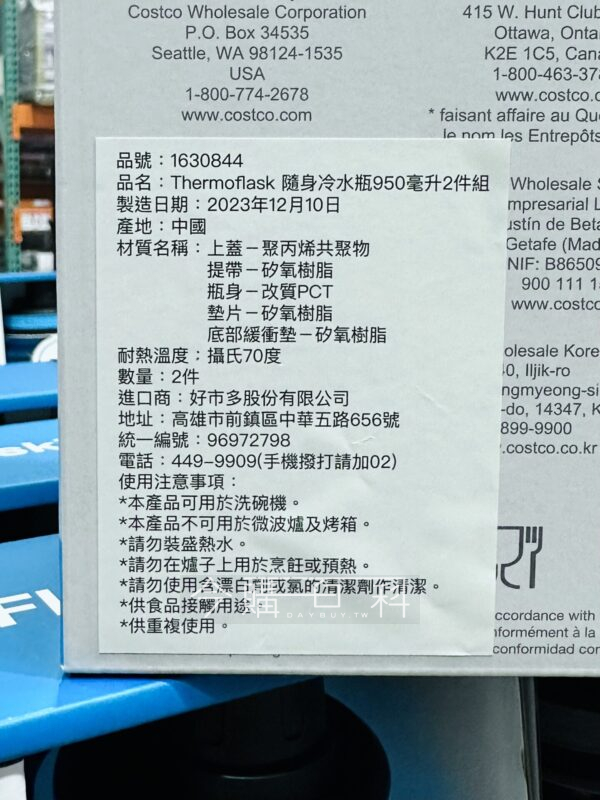 Costco Wholesale Corporation
P.O. Box 34535
Seattle, WA 98124-1535
USA
1-800-774-2678
www.costco.com
415 W. Hunt Club
Ottawa, Onta
K2E 1C5, Cana
1-800-463-37
www.costco.
* faisant affaire au Qu
le nom les Entrepôts
品號：1630844
品名：Thermoflask 隨身冷水瓶950毫升2件組
製造日期：2023年12月10日
產地：中國
材質名稱：上蓋－聚丙烯共聚物
提帶－矽氧樹脂
瓶身－改質PCT
墊片－矽氧樹脂
底部緩衝墊－矽氧樹脂
耐熱溫度：攝氏70度
數量：2件
進口商：好市多股份有限公司
地址：高雄市前鎮區中華五路656號
統一編號：96972798
電話：449-9909(手機撥打請加02)
使用注意事項：
*本產品可用於洗碗機。
*本產品不可用於微波爐及烤箱。
*請勿裝盛熱水。
*請勿在爐子上用於烹飪或預熱。
*請勿使用含漂白劑或氯的清潔劑作清潔。
*供食品接觸用途。
*供重複使用。
Wholesale S
mpresarial L
ustín de Beta
Getafe (Mad
NIF: B86509
900 111 1
www.costco
olesale Kore
0, Iljik-ro
ngmyeong-si
-do, 14347, K
899-9900
.costco.co.kr
ccordance with
nformément à la
conformidad con
DAYBUY.TW